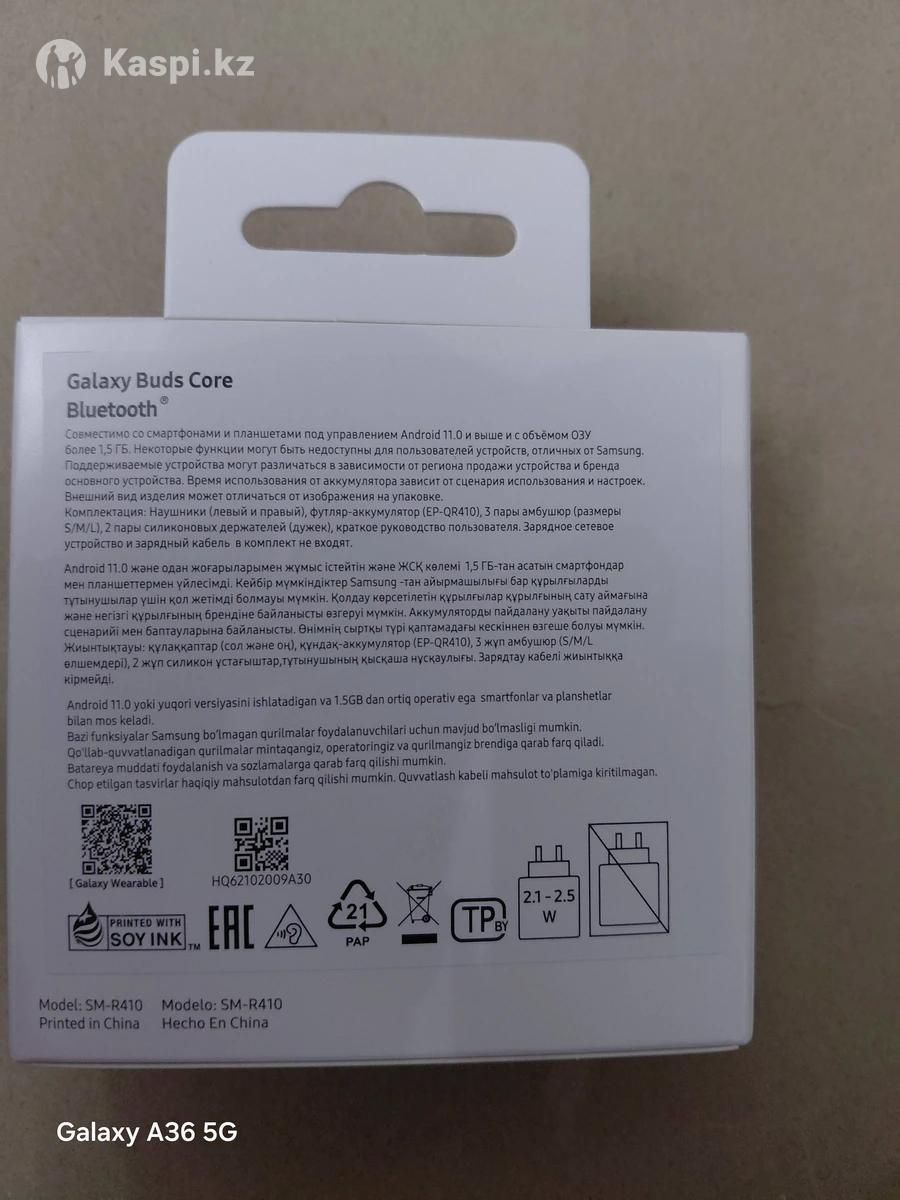 Kaspi.kz
Galaxy Buds Core
Bluetooth®
Совместимо со смартфонами и планшетами под управлением Android 11.0 и выше и с объёмом ОЗУ
более 1,5 ГБ. Некоторые функции могут быть недоступны для пользователей устройств, отличных от Samsung.
Поддерживаемые устройства могут различаться в зависимости от региона продажи устройства и бренда
основного устройства. Время использования от аккумулятора зависит от сценария использования и настроек.
Внешний вид изделия может отличаться от изображения на упаковке.
Комплектация: Наушники (левый и правый), футляр-аккумулятор (EP-QR410), 3 пары амбушюр (размеры
S/M/L), 2 пары силиконовых держателей (дужек), краткое руководство пользователя. Зарядное сетевое
устройство и зарядный кабель в комплект не входят.
Android 11.0 және одан жоғарыларымен жұмыс істейтін және ЖСҚ көлемі 1,5 ГБ-тан асатын смартфондар
мен планшеттермен үйлесімді. Кейбір мүмкіндіктер Samsung -тан айырмашылығы бар құрылғыларды
тұтынушылар үшін қол жетімді болмауы мүмкін. Қолдау көрсетілетін құрылғылар құрылғының сату аймағына
және негізгі құрылғының брендіне байланысты өзгеруі мүмкін. Аккумуляторды пайдалану уақыты пайдалану
сценарийі мен баптауларына байланысты. Өнімнің сыртқы түрі қаптамадағы кескіннен өзгеше болуы мүмкін.
Жиынтықтауы: құлаққаптар (сол және оң), құндақ-аккумулятор (EP-QR410), 3 жұп амбушюр (S/M/L
өлшемдері), 2 жұп силикон ұстағыштар,тұтынушының қысқаша нұсқаулығы. Зарядтау кабелі жиынтыққа
кірмейді.
Android 11.0 yoki yuqori versiyasini ishlatadigan va 1.5GB dan ortiq operativ ega smartfonlar va planshetlar
bilan mos keladi.
Bazi funksiyalar Samsung bo'lmagan qurilmalar foydalanuvchilari uchun mavjud bo'lmasligi mumkin.
Qo'llab-quvvatlanadigan qurilmalar mintaqangiz, operatoringiz va qurilmangiz brendiga qarab farq qiladi.
Batareya muddati foydalanish va sozlamalarga qarab farq qilishi mumkin.
Chop etilgan tasvirlar haqiqiy mahsulotdan farq qilishi mumkin. Quvvatlash kabeli mahsulot to'plamiga kiritilmagan.
[ Galaxy Wearable ]
HQ62102009A30
PRINTED WITH
SOY INK™
EAC
21
PAP
TP BY
2.1 - 2.5
W
Model: SM-R410 Modelo: SM-R410
Printed in China Hecho En China
Galaxy A36 5G